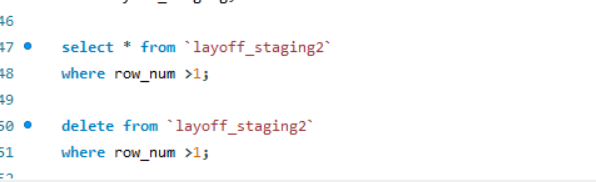 46
47 select * from `layoff_staging2`
48 where row_num >1;
49
50 delete from `layoff_staging2`
51 where row_num >1;